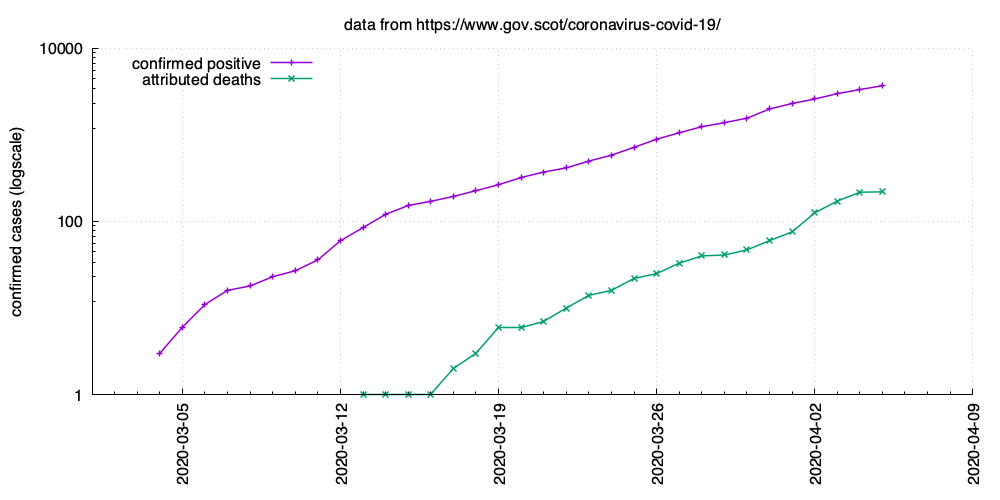 data from https://www.gov.scot/coronavirus-covid-19/
10000
confirmed positive
attributed deaths
confirmed cases (logscale)
100
1
2020-03-05
2020-03-12
2020-03-19
2020-03-26
2020-04-02
2020-04-09